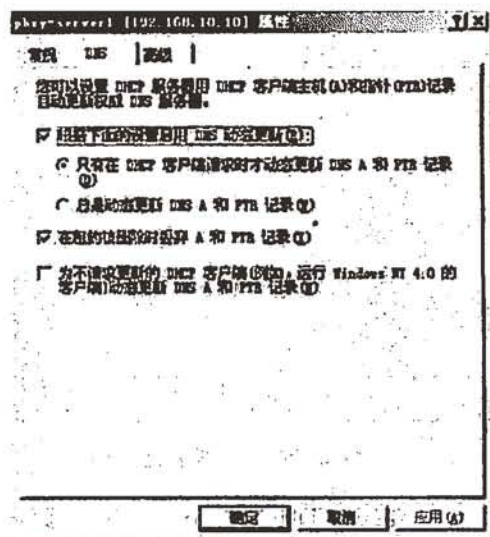 phxy-server1 [192.168.10.10] 属性
常规 DNS 高级
您可以设置 DHCP 服务器用 DHCP 客户端主机(A)和指针(PTR)记录
自动更新权威 DNS 服务器。
根据下面的设置启用 DNS 动态更新(E):
只有在 DHCP 客户端请求时才动态更新 DNS A 和 PTR 记录
(D)
总是动态更新 DNS A 和 PTR 记录
在租约被删除时丢弃 A 和 PTR 记录
为不请求更新的 DHCP 客户端(例如，运行 Windows NT 4.0 的
客户端)动态更新 DNS A 和 PTR 记录
确定 取消 应用(A)